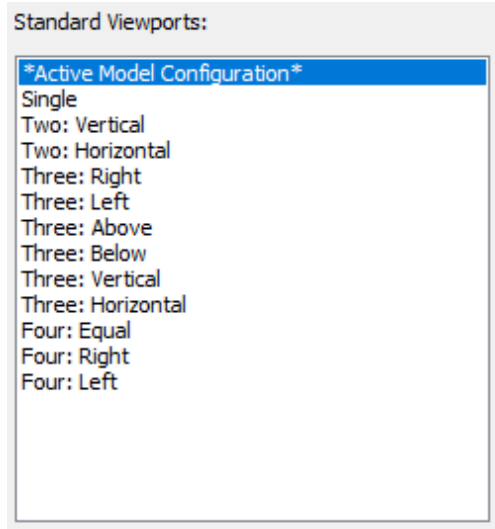 Standard Viewports:
*Active Model Configuration*
Single
Two: Vertical
Two: Horizontal
Three: Right
Three: Left
Three: Above
Three: Below
Three: Vertical
Three: Horizontal
Four: Equal
Four: Right
Four: Left